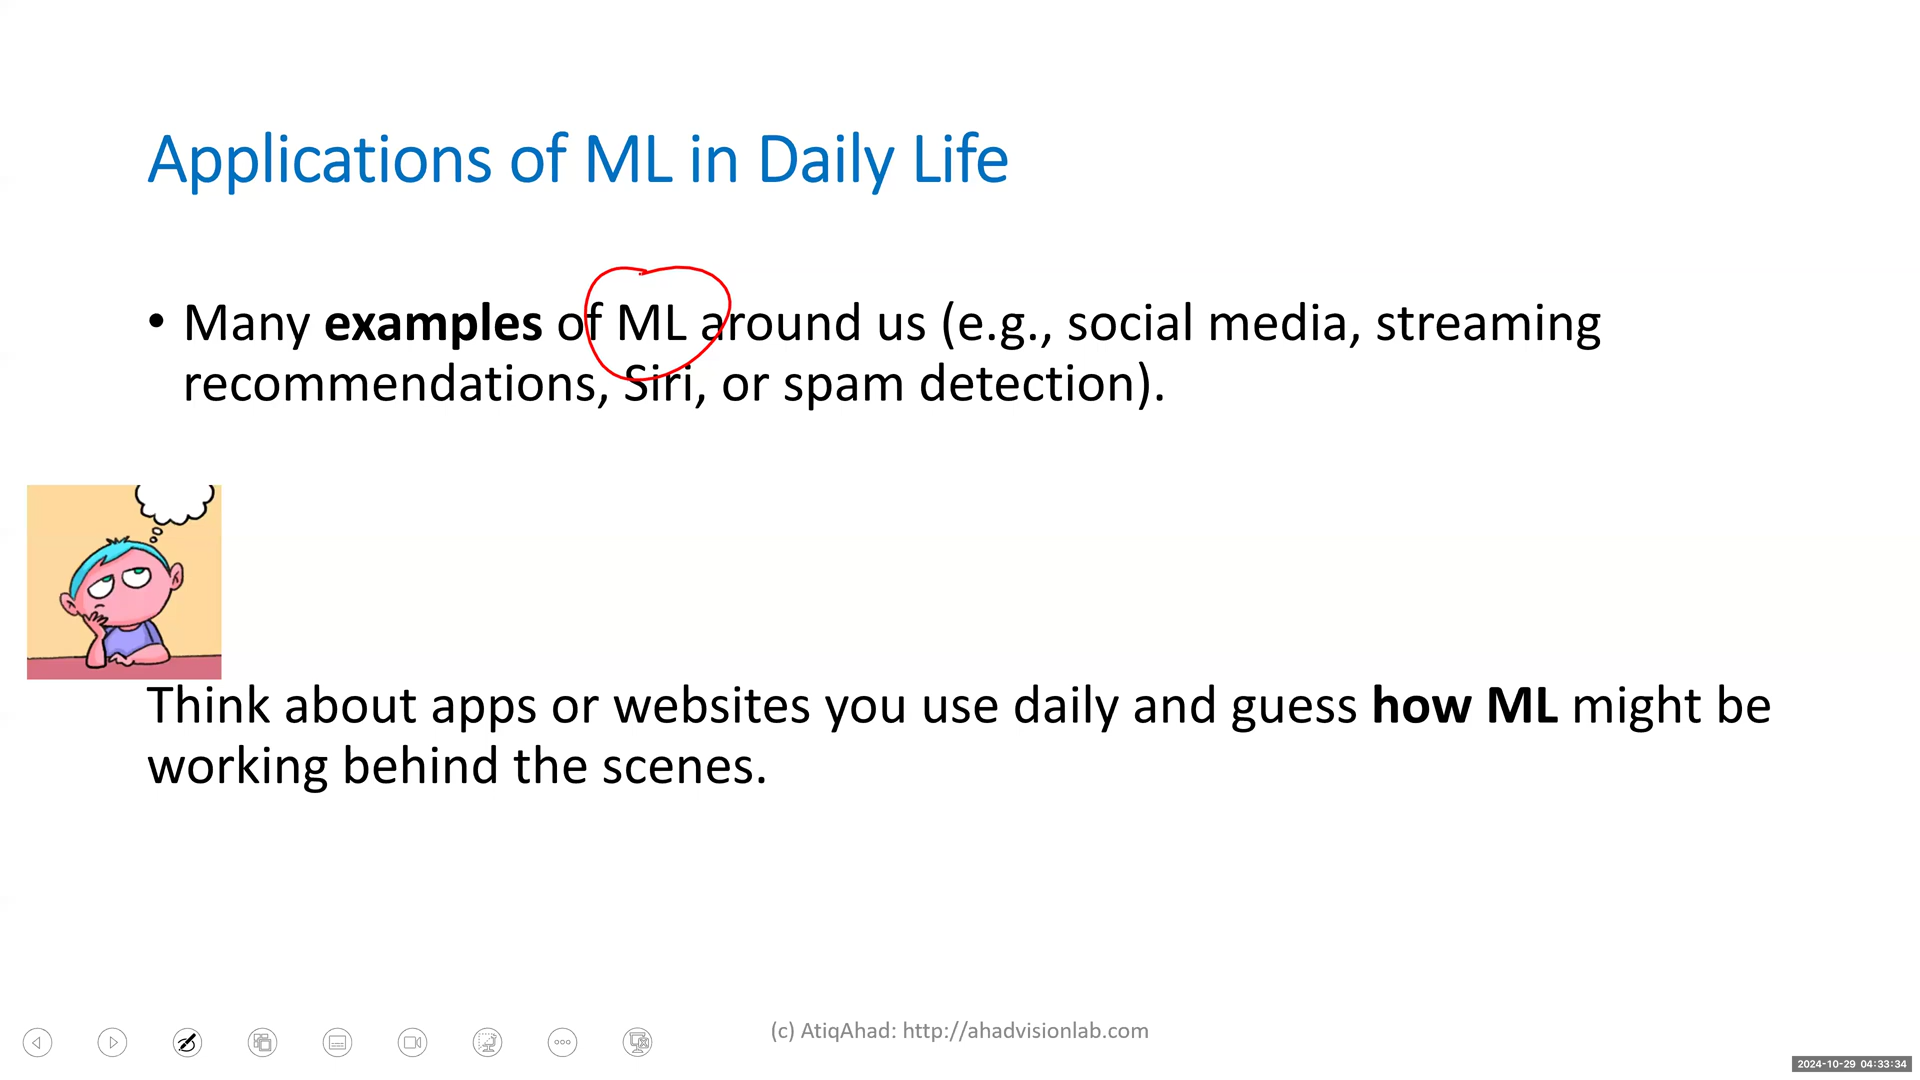 Applications of ML in Daily Life
• Many examples of ML around us (e.g., social media, streaming
recommendations, Siri, or spam detection).
Think about apps or websites you use daily and guess how ML might be
working behind the scenes.
(c) AtiqAhad: http://ahadvisionlab.com
2024-10-29 04:33:34